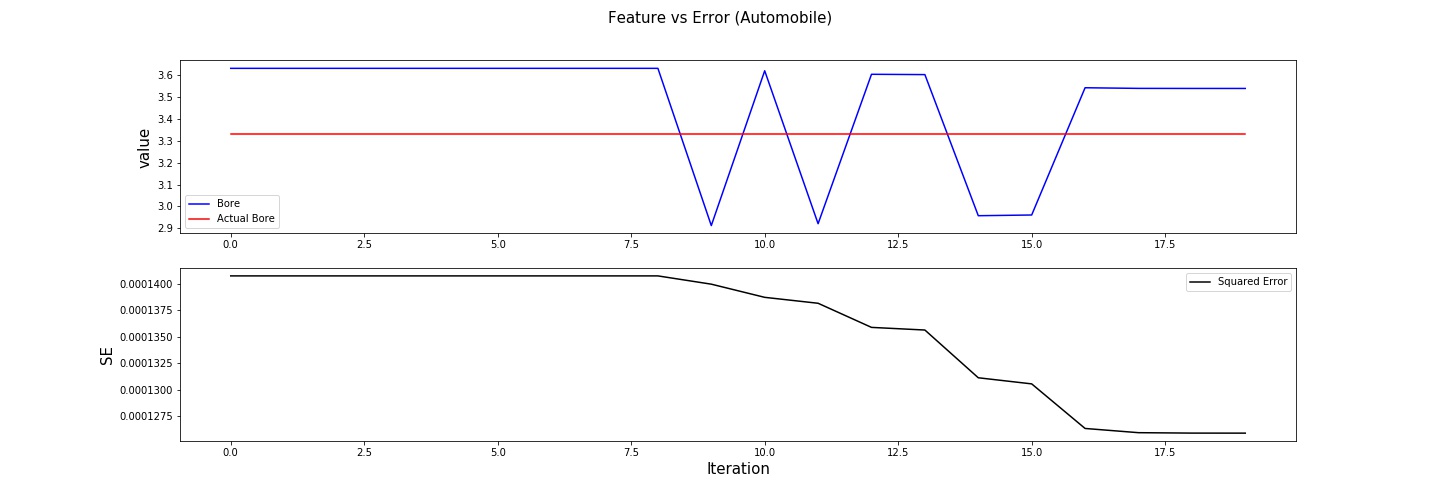 Feature vs Error (Automobile)
3.6
3.5
3.4
3.3
3.2
3.1
3.0
2.9
value
Bore
Actual Bore
0.0 2.5 5.0 7.5 10.0 12.5 15.0 17.5
0.0001400
0.0001375
0.0001350
0.0001325
0.0001300
0.0001275
SE
Squared Error
0.0 2.5 5.0 7.5 10.0 12.5 15.0 17.5
Iteration